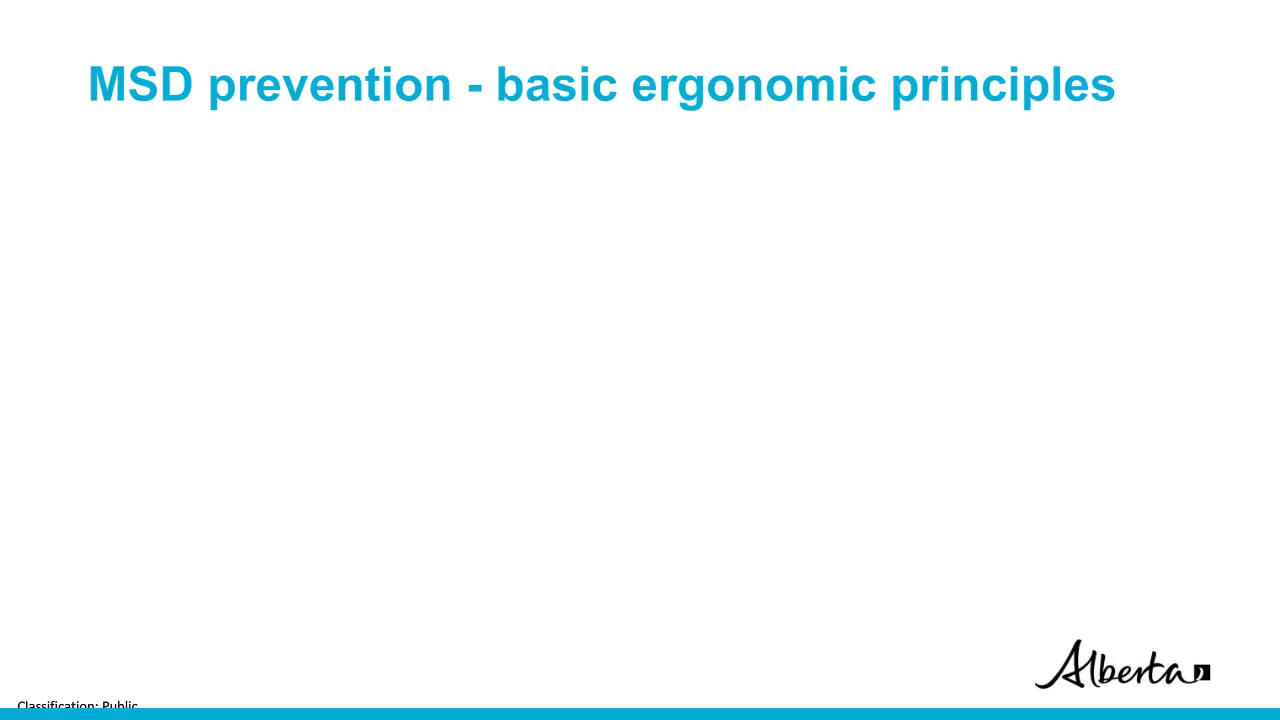 MSD prevention - basic ergonomic principles
Alberta
Classification: Public